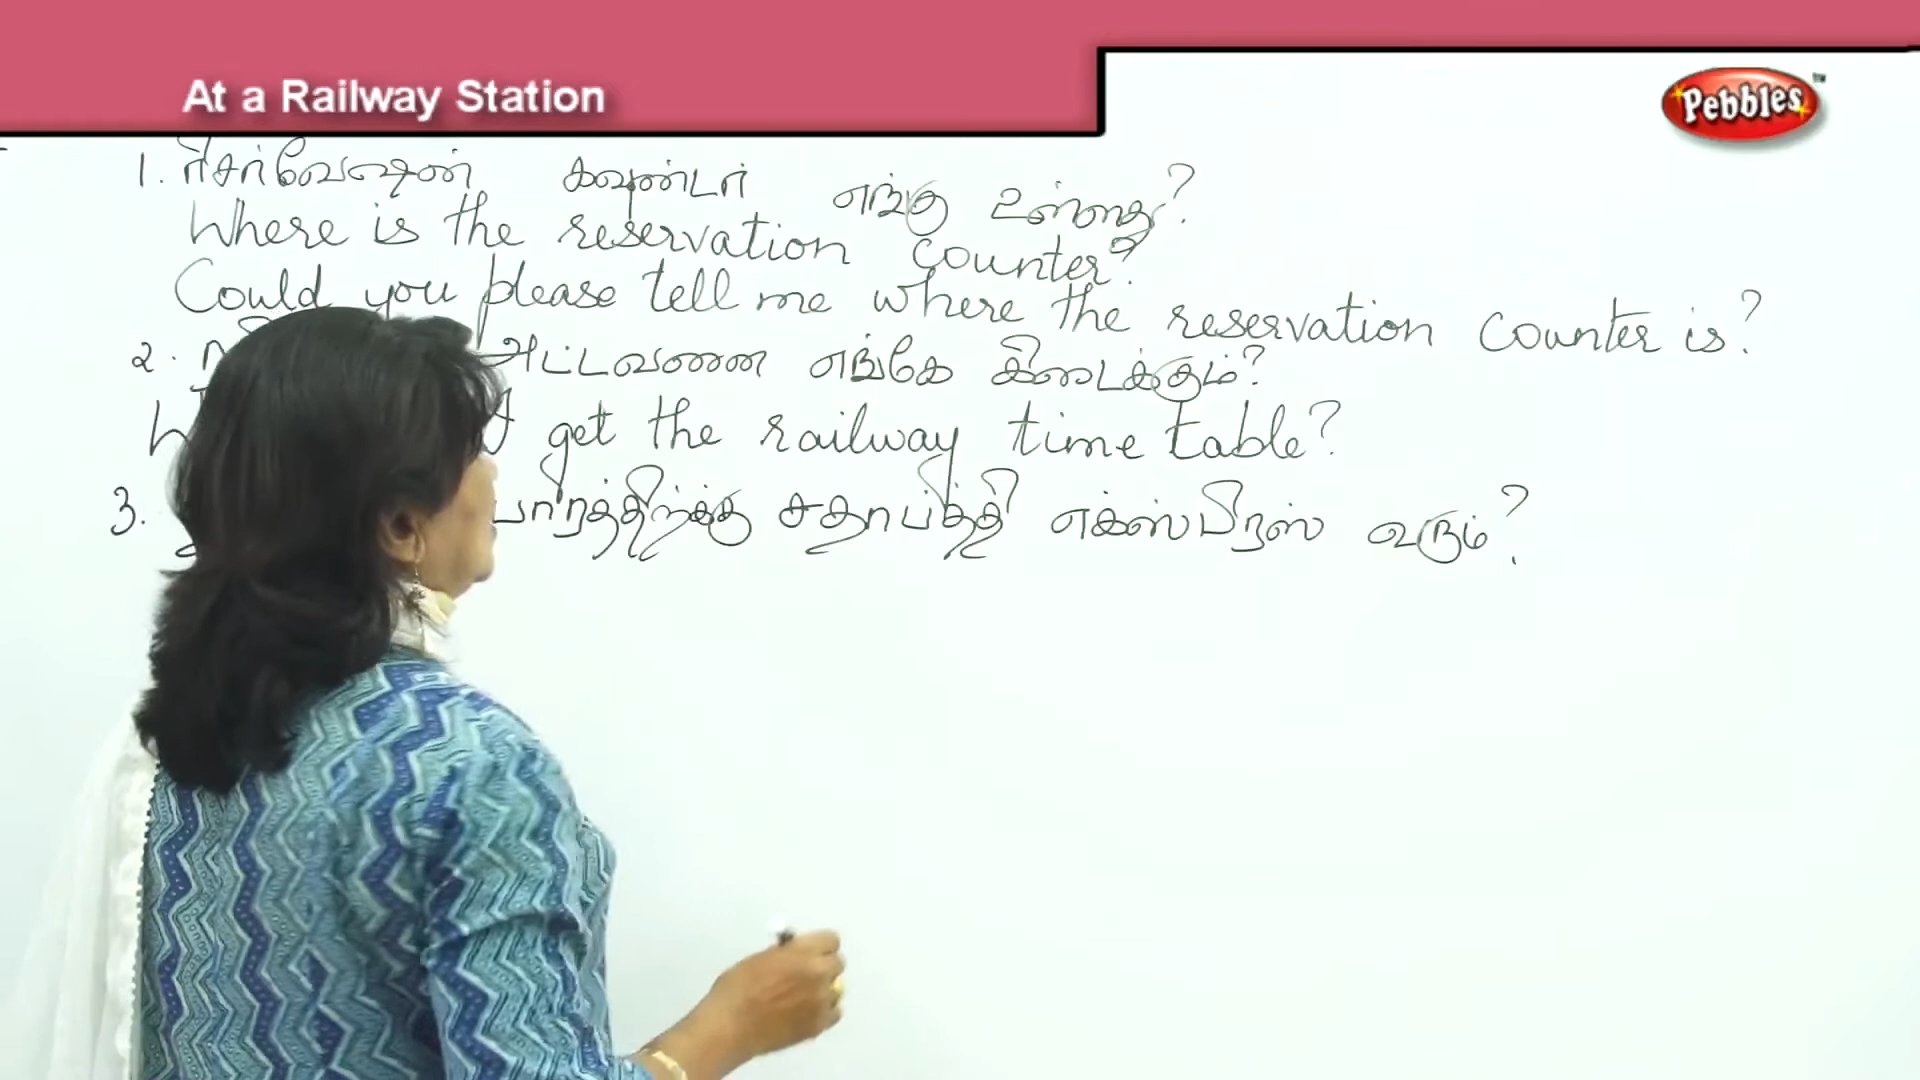 At a Railway Station
Pebbles™
1. ரிசர்வேஷன் கவுண்டர் எங்கு உள்ளது?
Where is the reservation counter?
Could you please tell me where the reservation counter is?
2. அட்டவணை எங்கே கிடைக்கும்?
get the railway time table?
3. சதாப்தி எக்ஸ்பிரஸ் வரும்?